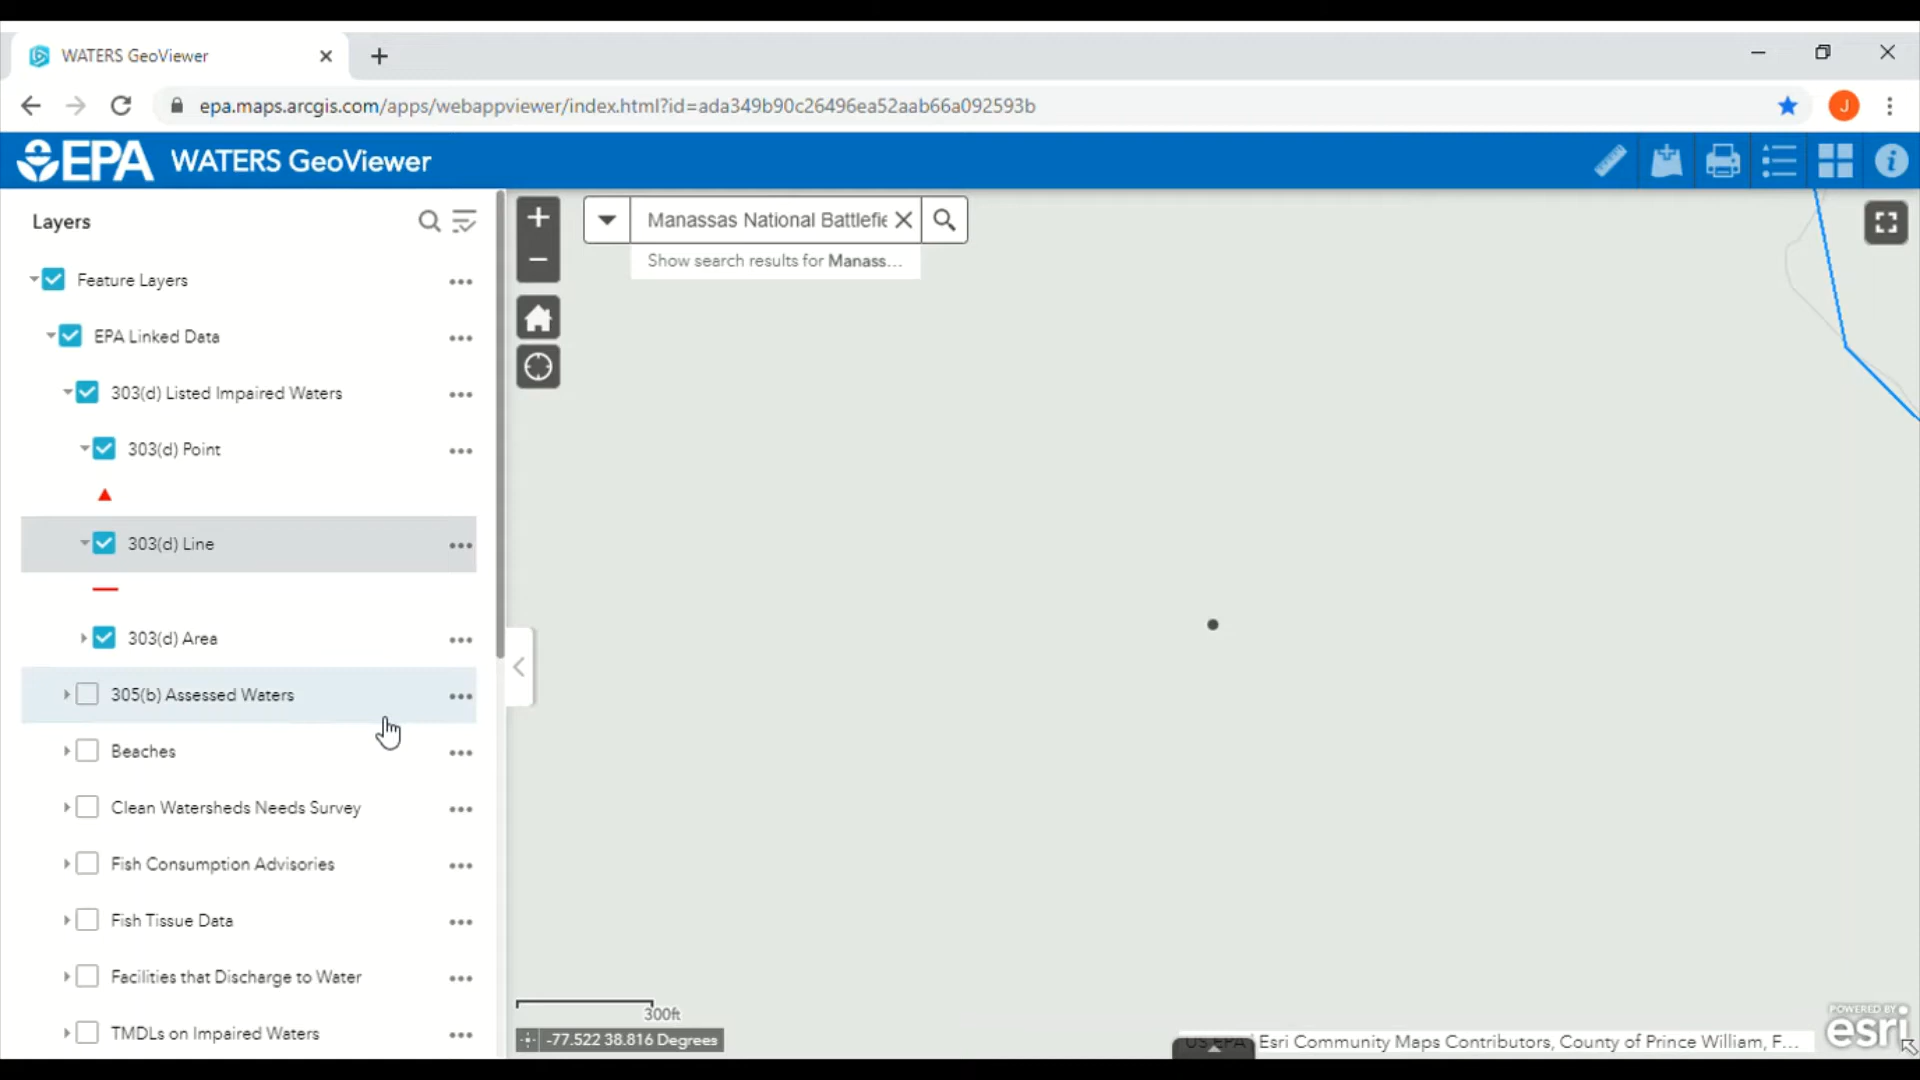 WATERS GeoViewer
epa.maps.arcgis.com/apps/webappviewer/index.html?id=ada349b90c26496ea52aab66a092593b
J
EPA WATERS GeoViewer
Layers
Manassas National Battlefie
Show search results for Manass...
Feature Layers
EPA Linked Data
303(d) Listed Impaired Waters
303(d) Point
303(d) Line
303(d) Area
305(b) Assessed Waters
Beaches
Clean Watersheds Needs Survey
Fish Consumption Advisories
Fish Tissue Data
Facilities that Discharge to Water
TMDLs on Impaired Waters
300ft
-77.522 38.816 Degrees
US EPA | Esri Community Maps Contributors, County of Prince William, F...
POWERED BY
esri